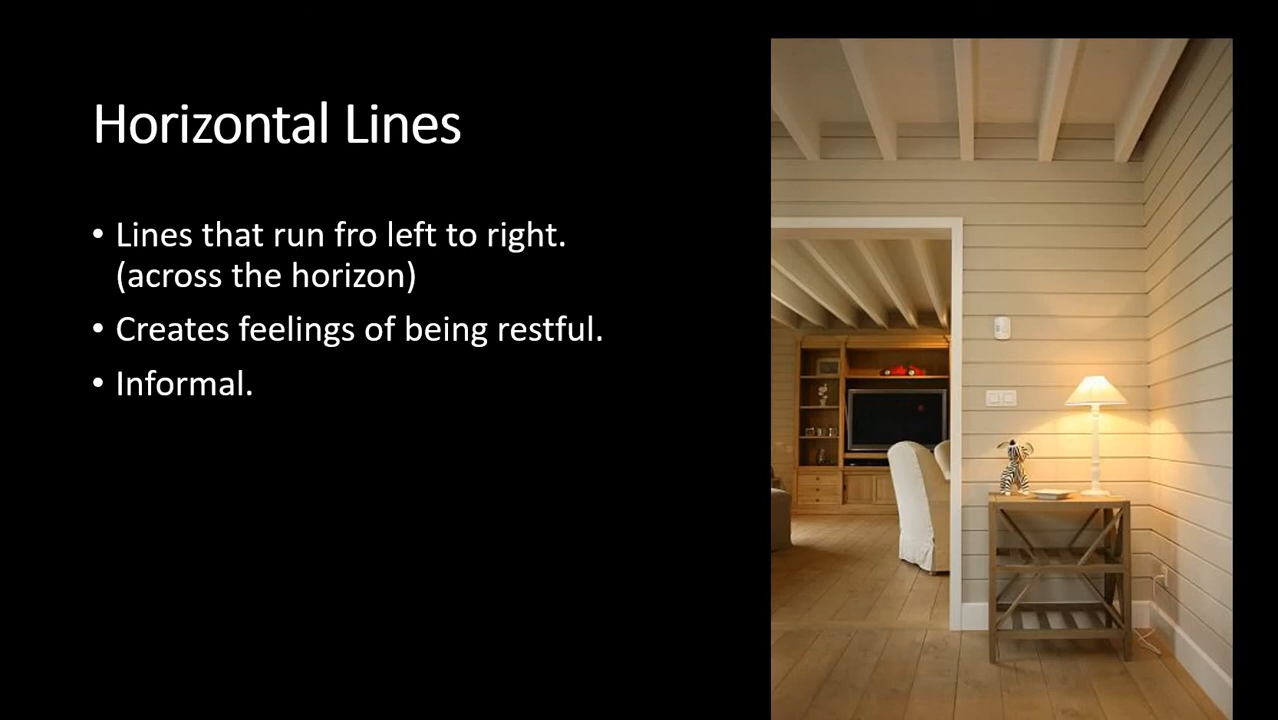 Horizontal Lines
• Lines that run fro left to right.
(across the horizon)
• Creates feelings of being restful.
• Informal.